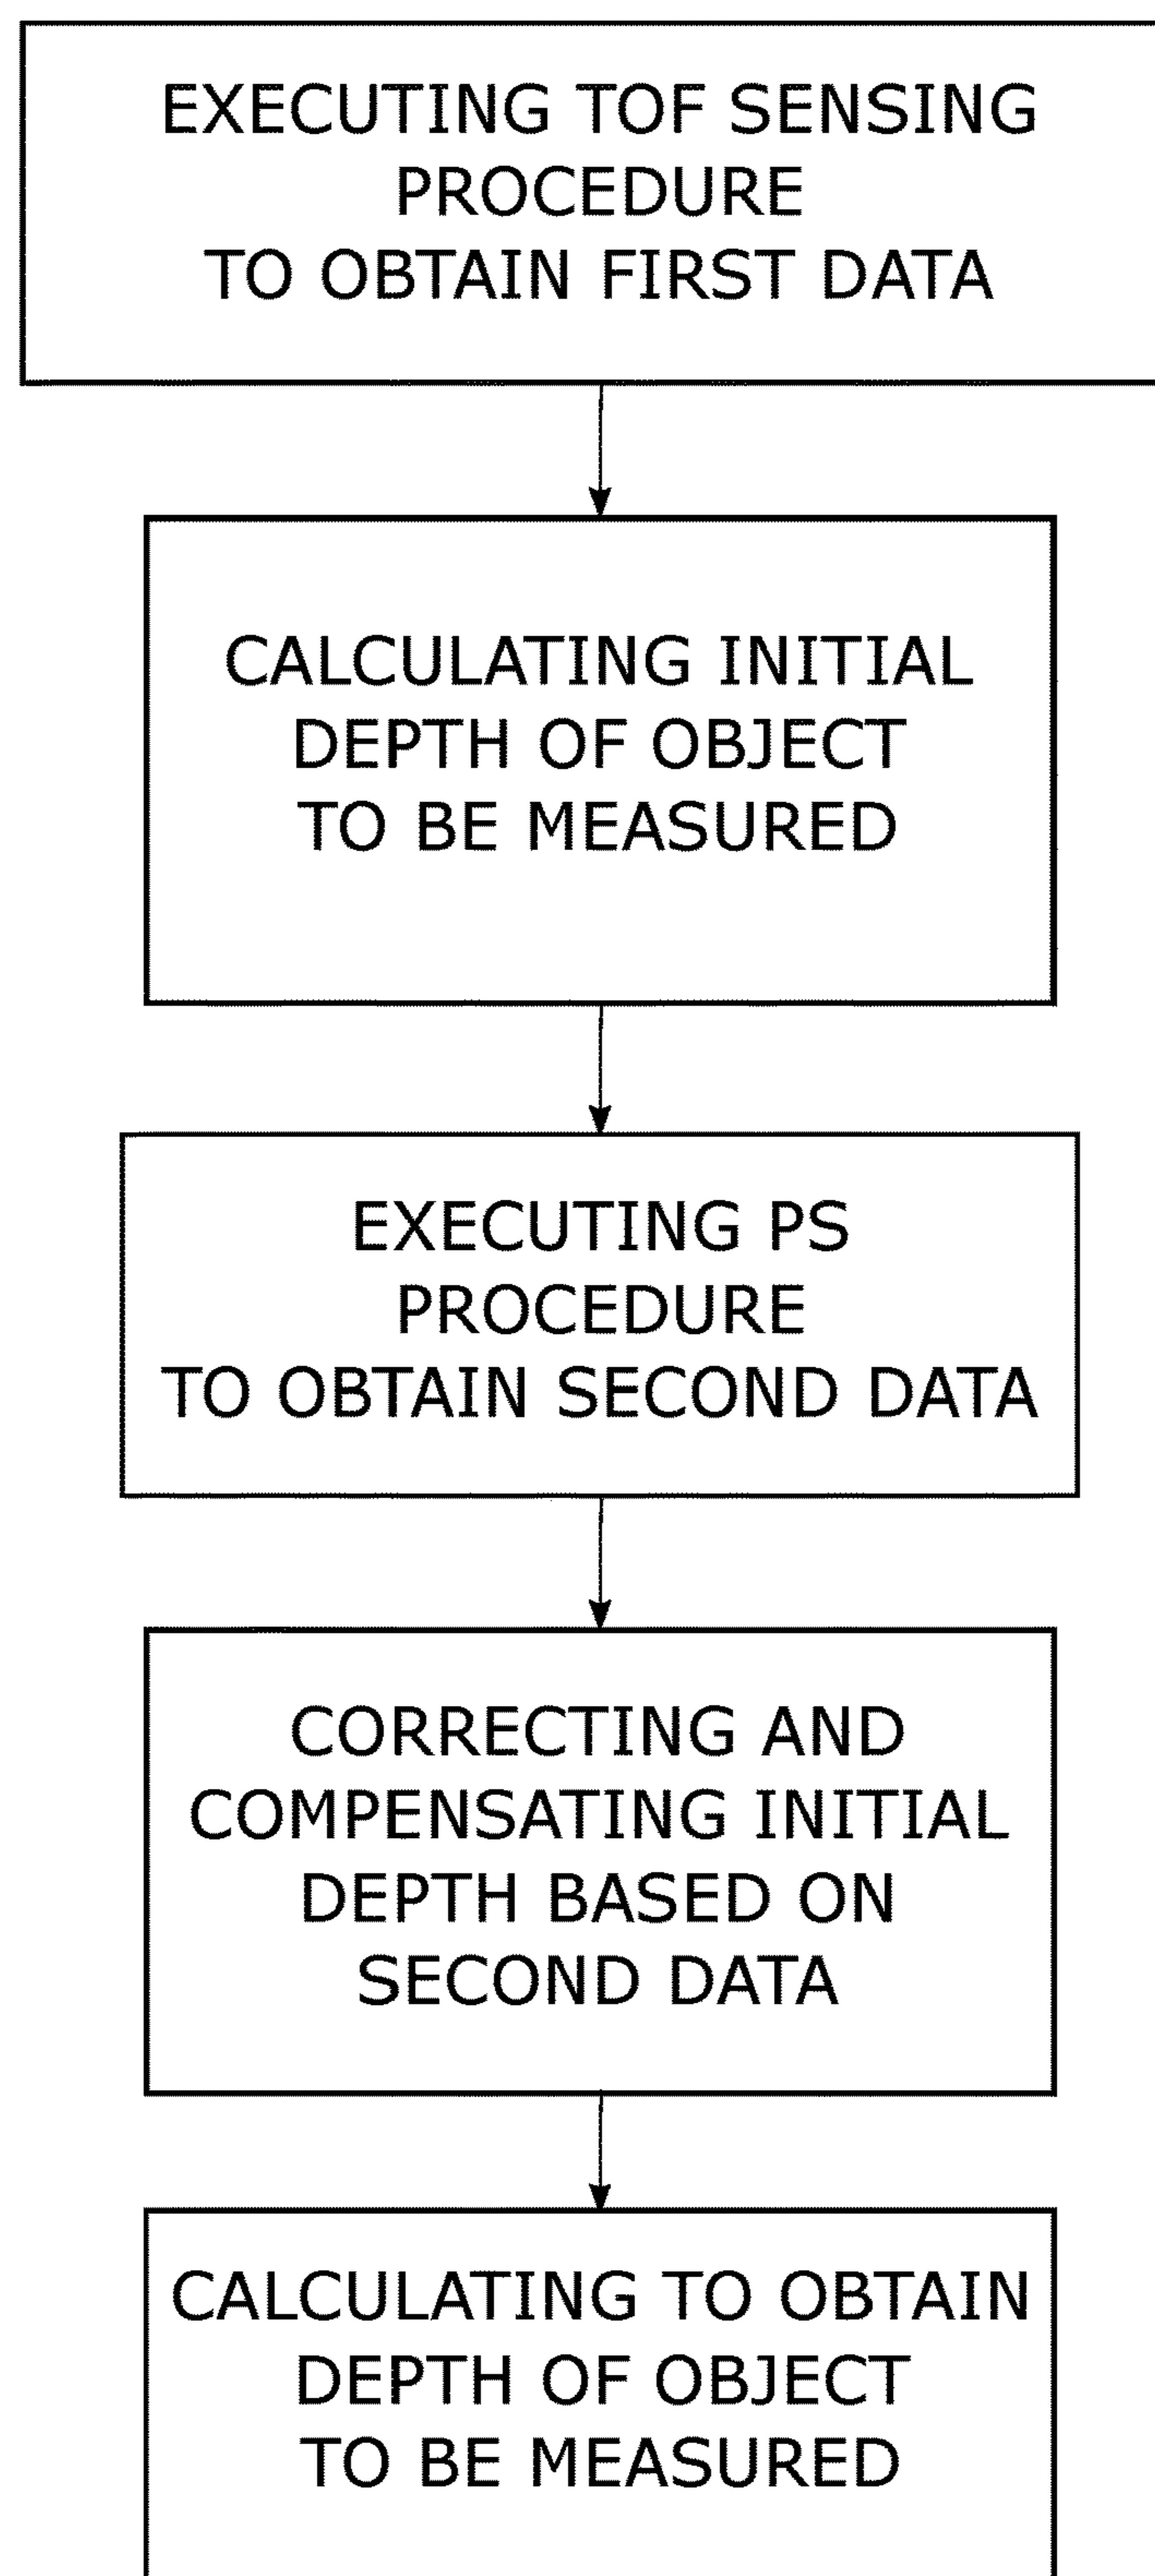 EXECUTING TOF SENSING
PROCEDURE
TO OBTAIN FIRST DATA
CALCULATING INITIAL
DEPTH OF OBJECT
TO BE MEASURED
EXECUTING PS
PROCEDURE
TO OBTAIN SECOND DATA
CORRECTING AND
COMPENSATING INITIAL
DEPTH BASED ON
SECOND DATA
CALCULATING TO OBTAIN
DEPTH OF OBJECT
TO BE MEASURED